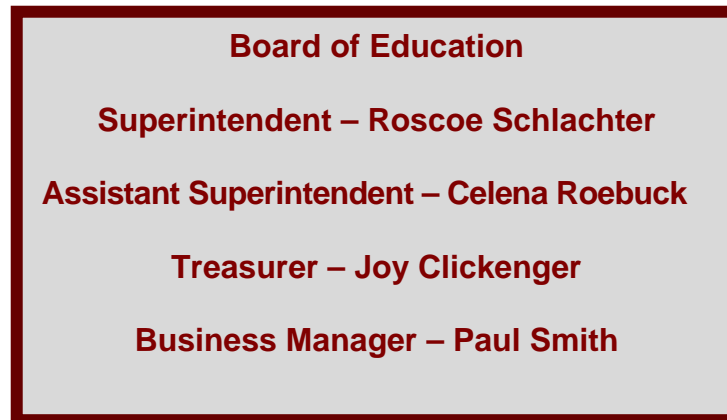 Board of Education
Superintendent – Roscoe Schlachter
Assistant Superintendent – Celena Roebuck
Treasurer – Joy Clickenger
Business Manager – Paul Smith